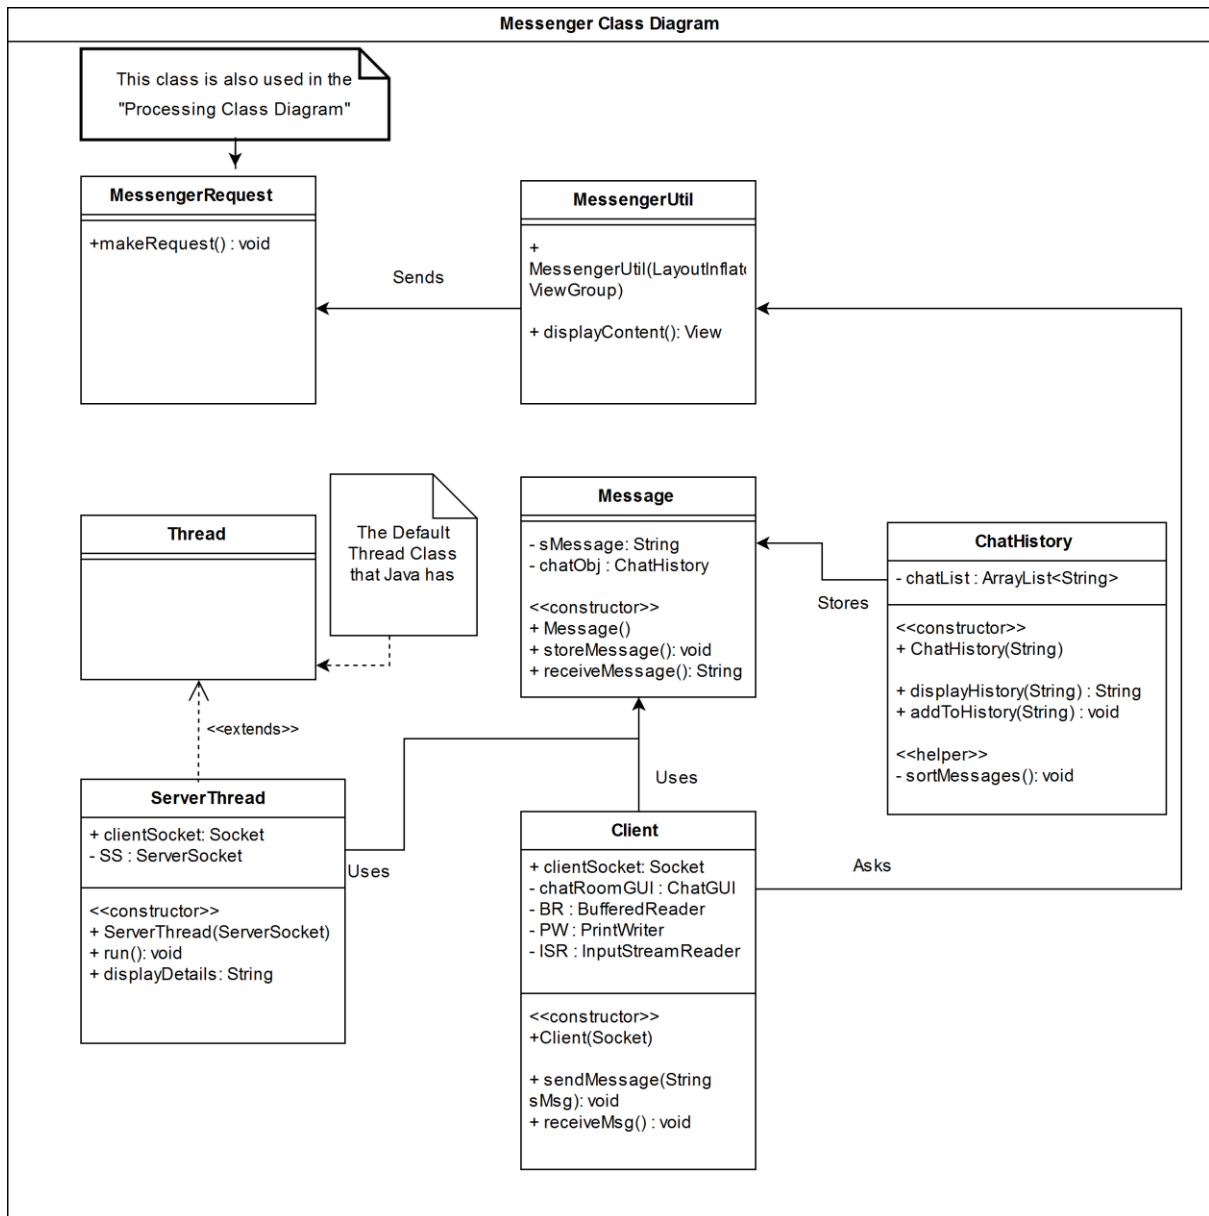 Messenger Class Diagram
This class is also used in the
"Processing Class Diagram"
MessengerRequest
+makeRequest() : void
Sends
MessengerUtil
+
MessengerUtil(LayoutInflat
ViewGroup)
+ displayContent(): View
Thread
The Default
Thread Class
that Java has
Message
- sMessage: String
- chatObj : ChatHistory
<<constructor>>
+ Message()
+ storeMessage(): void
+ receiveMessage(): String
Stores
ChatHistory
- chatList : ArrayList<String>
<<constructor>>
+ ChatHistory(String)
+ displayHistory(String) : String
+ addToHistory(String) : void
<<helper>>
- sortMessages(): void
<<extends>>
ServerThread
+ clientSocket: Socket
- SS : ServerSocket
<<constructor>>
+ ServerThread(ServerSocket)
+ run(): void
+ displayDetails: String
Uses
Uses
Client
+ clientSocket: Socket
- chatRoomGUI : ChatGUI
- BR : BufferedReader
- PW : PrintWriter
- ISR : InputStreamReader
<<constructor>>
+Client(Socket)
+ sendMessage(String
sMsg): void
+ receiveMsg() : void
Asks